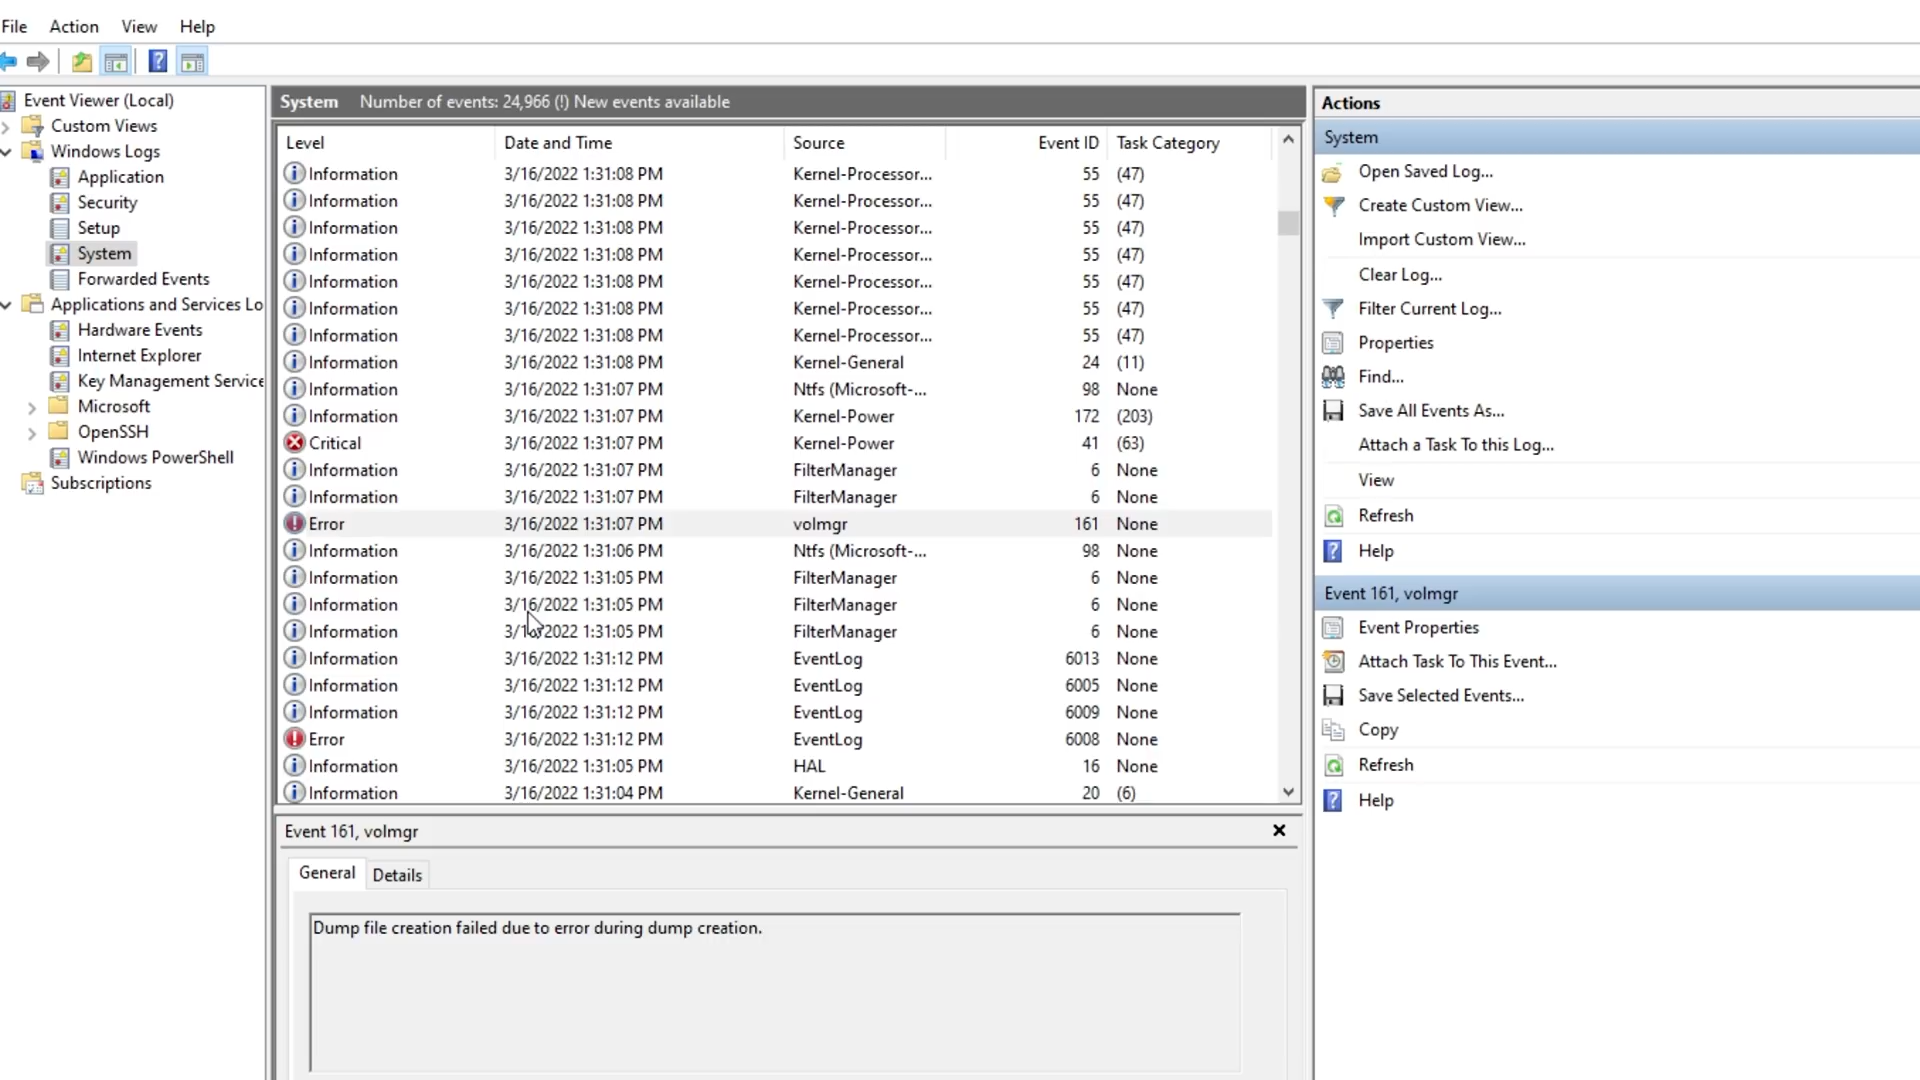 File Action View Help
Event Viewer (Local)
Custom Views
Windows Logs
Application
Security
Setup
System
Forwarded Events
Applications and Services Lo
Hardware Events
Internet Explorer
Key Management Service
Microsoft
OpenSSH
Windows PowerShell
Subscriptions
System Number of events: 24,966 (!) New events available
Level Date and Time Source Event ID Task Category
Information 3/16/2022 1:31:08 PM Kernel-Processor... 55 (47)
Information 3/16/2022 1:31:08 PM Kernel-Processor... 55 (47)
Information 3/16/2022 1:31:08 PM Kernel-Processor... 55 (47)
Information 3/16/2022 1:31:08 PM Kernel-Processor... 55 (47)
Information 3/16/2022 1:31:08 PM Kernel-Processor... 55 (47)
Information 3/16/2022 1:31:08 PM Kernel-Processor... 55 (47)
Information 3/16/2022 1:31:08 PM Kernel-Processor... 55 (47)
Information 3/16/2022 1:31:08 PM Kernel-General 24 (11)
Information 3/16/2022 1:31:07 PM Ntfs (Microsoft-... 98 None
Information 3/16/2022 1:31:07 PM Kernel-Power 172 (203)
Critical 3/16/2022 1:31:07 PM Kernel-Power 41 (63)
Information 3/16/2022 1:31:07 PM FilterManager 6 None
Information 3/16/2022 1:31:07 PM FilterManager 6 None
Error 3/16/2022 1:31:07 PM volmgr 161 None
Information 3/16/2022 1:31:06 PM Ntfs (Microsoft-... 98 None
Information 3/16/2022 1:31:05 PM FilterManager 6 None
Information 3/16/2022 1:31:05 PM FilterManager 6 None
Information 3/16/2022 1:31:05 PM FilterManager 6 None
Information 3/16/2022 1:31:12 PM EventLog 6013 None
Information 3/16/2022 1:31:12 PM EventLog 6005 None
Information 3/16/2022 1:31:12 PM EventLog 6009 None
Error 3/16/2022 1:31:12 PM EventLog 6008 None
Information 3/16/2022 1:31:05 PM HAL 16 None
Information 3/16/2022 1:31:04 PM Kernel-General 20 (6)
Event 161, volmgr
General Details
Dump file creation failed due to error during dump creation.
Actions
System
Open Saved Log...
Create Custom View...
Import Custom View...
Clear Log...
Filter Current Log...
Properties
Find...
Save All Events As...
Attach a Task To this Log...
View
Refresh
Help
Event 161, volmgr
Event Properties
Attach Task To This Event...
Save Selected Events...
Copy
Refresh
Help